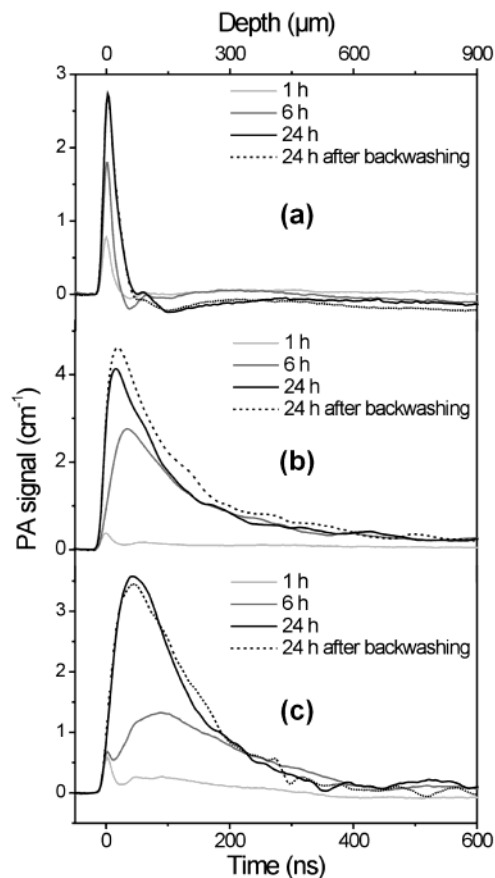 Depth (µm)
0 300 600 900
3
2
1
0
1 h
6 h
24 h
24 h after backwashing
(a)
4
2
0
1 h
6 h
24 h
24 h after backwashing
(b)
PA signal (cm⁻¹)
3
2
1
0
1 h
6 h
24 h
24 h after backwashing
(c)
0 200 400 600
Time (ns)